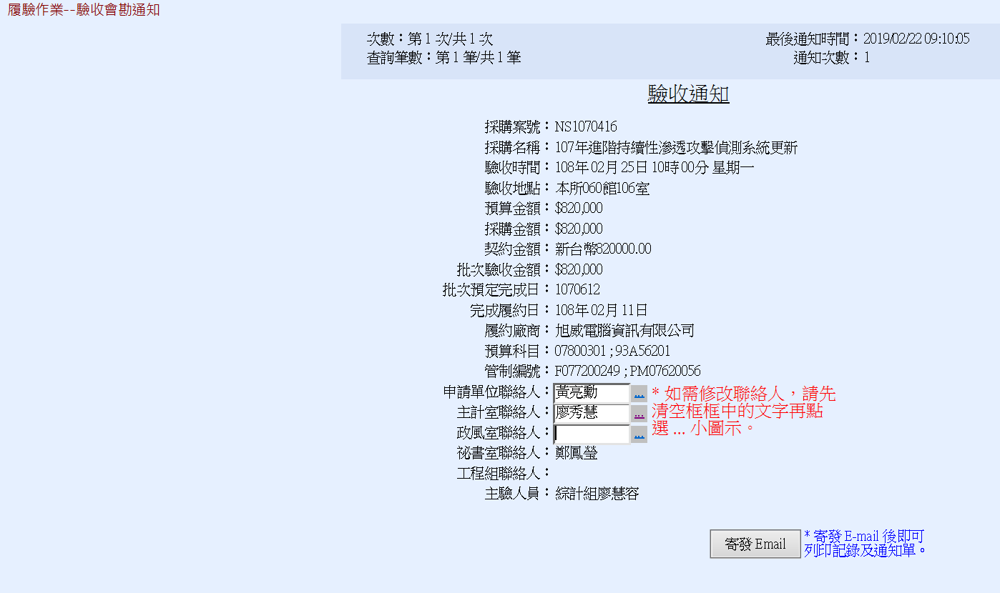 履驗作業--驗收會勘通知
次數：第 1 次/共 1 次
最後通知時間：2019/02/22 09:10:05
查詢筆數：第 1 筆/共 1 筆
通知次數：1
驗收通知
採購案號：NS1070416
採購名稱：107年進階持續性滲透攻擊偵測系統更新
驗收時間：108年 02月 25日 10時 00分 星期一
驗收地點：本所060館106室
預算金額：$820,000
採購金額：$820,000
契約金額：新台幣820000.00
批次驗收金額：$820,000
批次預定完成日：1070612
完成履約日：108年 02月 11日
履約廠商：旭威電腦資訊有限公司
預算科目：07800301 ; 93A56201
管制編號：F077200249 ; PM07620056
申請單位聯絡人：黃亮勳 ...
主計室聯絡人：廖秀慧 ...
政風室聯絡人： ...
* 如需修改聯絡人，請先
清空框框中的文字再點
選 ... 小圖示。
祕書室聯絡人：鄭鳳瑩
工程組聯絡人：
主驗人員：綜計組廖慧容
寄發 Email
* 寄發 E-mail 後即可
列印記錄及通知單。